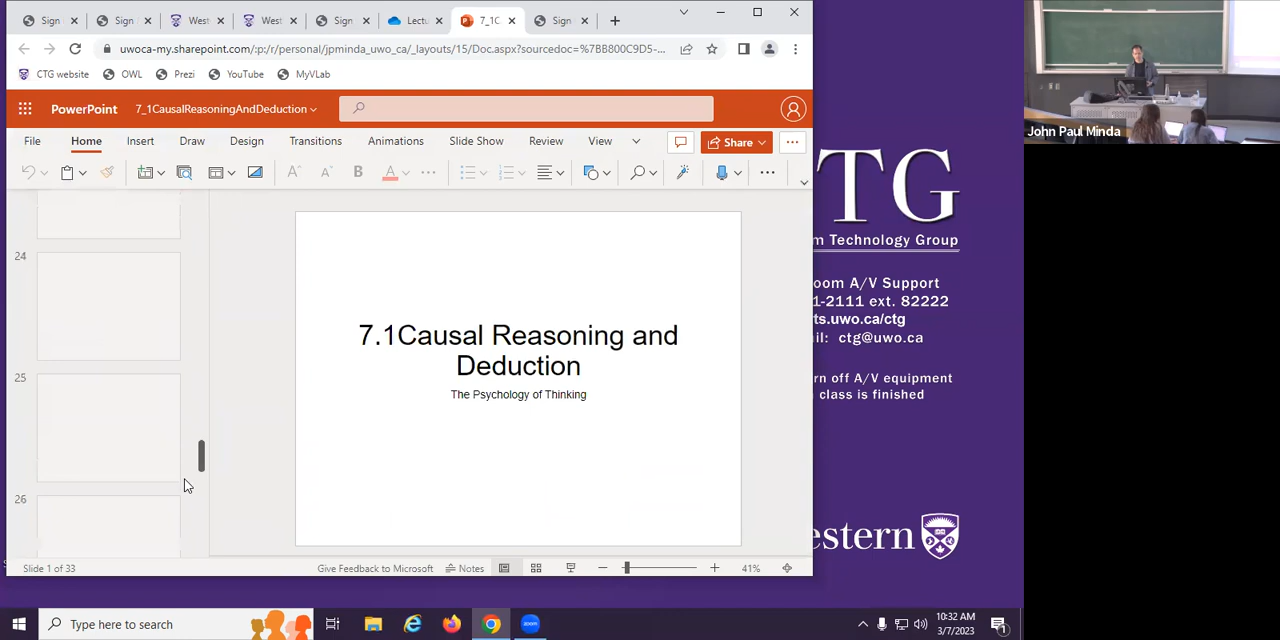 Sign
Sign
West
West
Sign
Lectu
7_1C
Sign
uwoca-my.sharepoint.com/:p:/r/personal/jpminda_uwo_ca/_layouts/15/Doc.aspx?sourcedoc=%7BB800C9D5-...
CTG website
OWL
Prezi
YouTube
MyVLab
PowerPoint
7_1CausalReasoningAndDeduction
File
Home
Insert
Draw
Design
Transitions
Animations
Slide Show
Review
View
Share
24
25
26
7.1Causal Reasoning and
Deduction
The Psychology of Thinking
Slide 1 of 33
Give Feedback to Microsoft
Notes
41%
John Paul Minda
TG
m Technology Group
oom A/V Support
1-2111 ext. 82222
ts.uwo.ca/ctg
il: ctg@uwo.ca
rn off A/V equipment
class is finished
estern
Type here to search
zoom
10:32 AM
3/7/2023
1